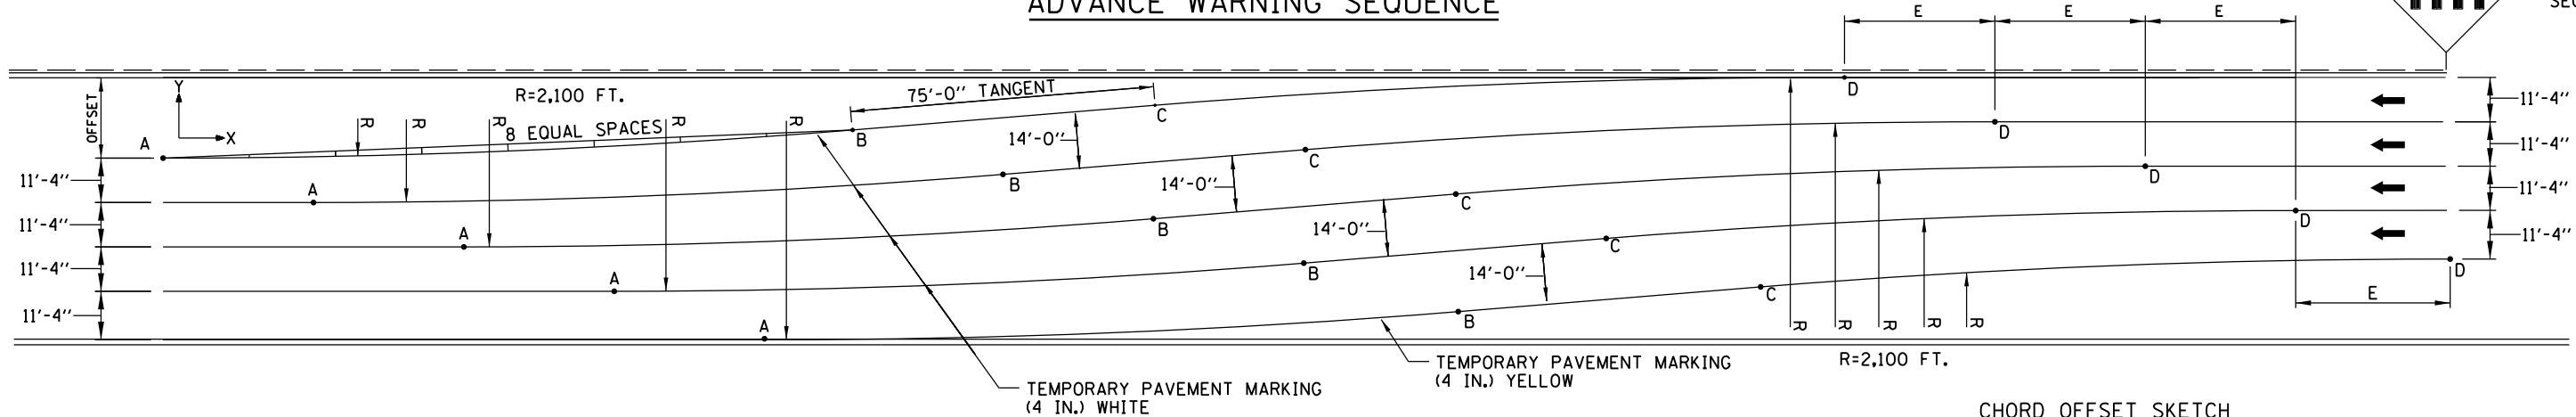 ADVANCE WARNING SEQUENCE
E E E
OFFSET
Y
X
A
R=2,100 FT.
8 EQUAL SPACES
75'-0" TANGENT
R R R R R
B
C
D
11'-4"
11'-4"
11'-4"
11'-4"
14'-0"
14'-0"
14'-0"
14'-0"
A
B
C
D
A
B
C
D
A
B
C
D
A
B
C
D
11'-4"
11'-4"
11'-4"
11'-4"
E
R R R R R
R=2,100 FT.
TEMPORARY PAVEMENT MARKING
(4 IN.) YELLOW
TEMPORARY PAVEMENT MARKING
(4 IN.) WHITE
CHORD OFFSET SKETCH